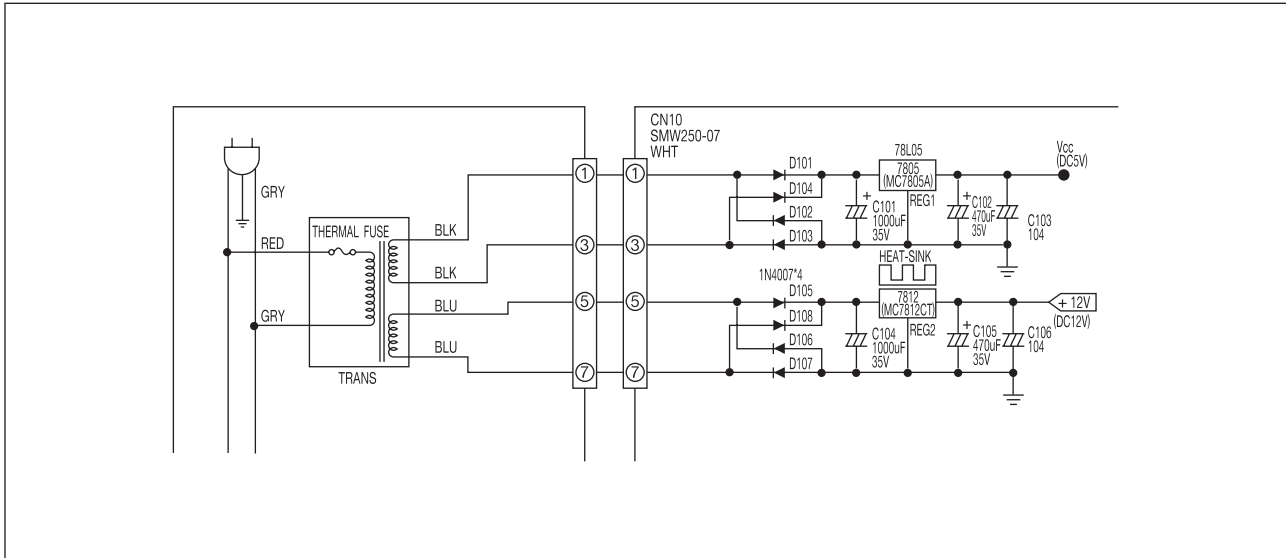 CN10
SMW250-07
WHT
GRY
RED
THERMAL FUSE
GRY
TRANS
BLK
BLK
BLU
BLU
1
3
5
7
1
3
5
7
D101
D104
D102
D103
78L05
7805
(MC7805A)
REG1
+
C101
1000uF
35V
+
C102
470uF
35V
C103
104
Vcc
(DC5V)
HEAT-SINK
1N4007*4
D105
D108
D106
D107
7812
(MC7812CT)
REG2
C104
1000uF
35V
+
C105
470uF
35V
C106
104
+ 12V
(DC12V)